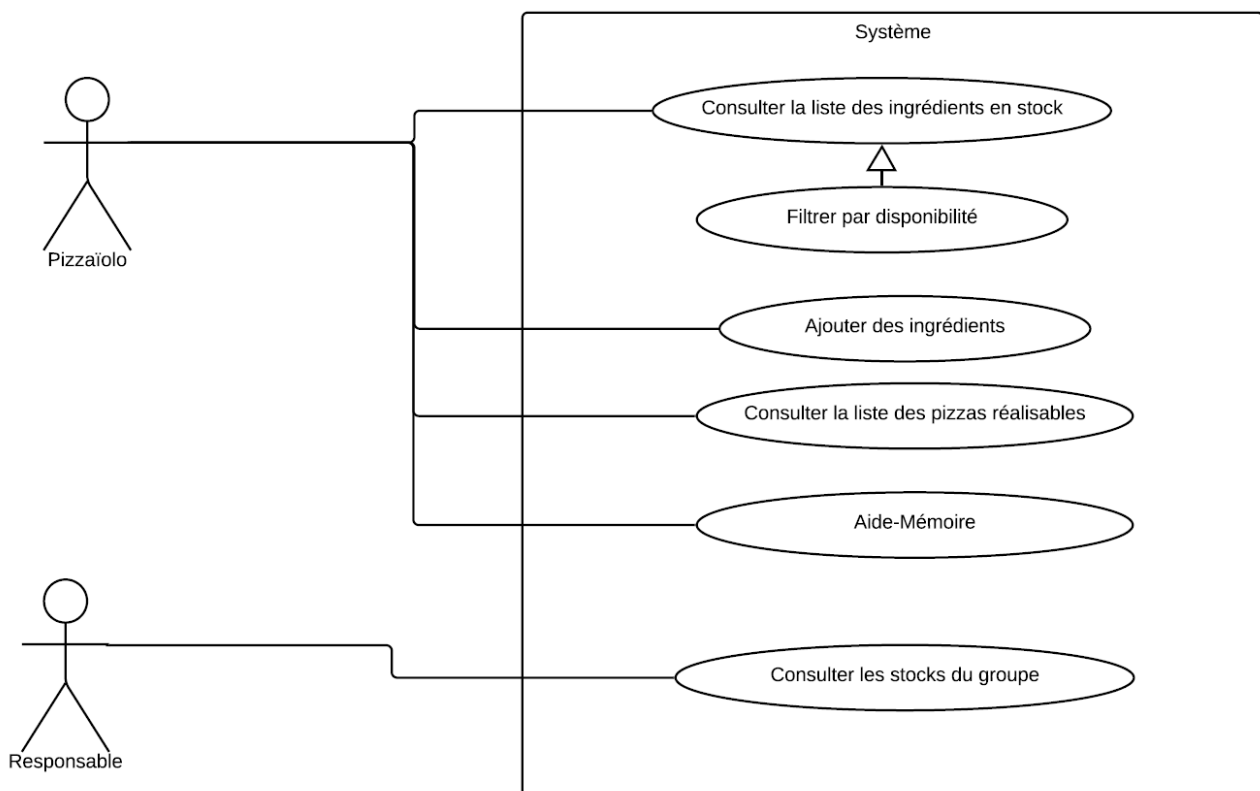 Système
Consulter la liste des ingrédients en stock
Filtrer par disponibilité
Pizzaïolo
Ajouter des ingrédients
Consulter la liste des pizzas réalisables
Aide-Mémoire
Consulter les stocks du groupe
Responsable